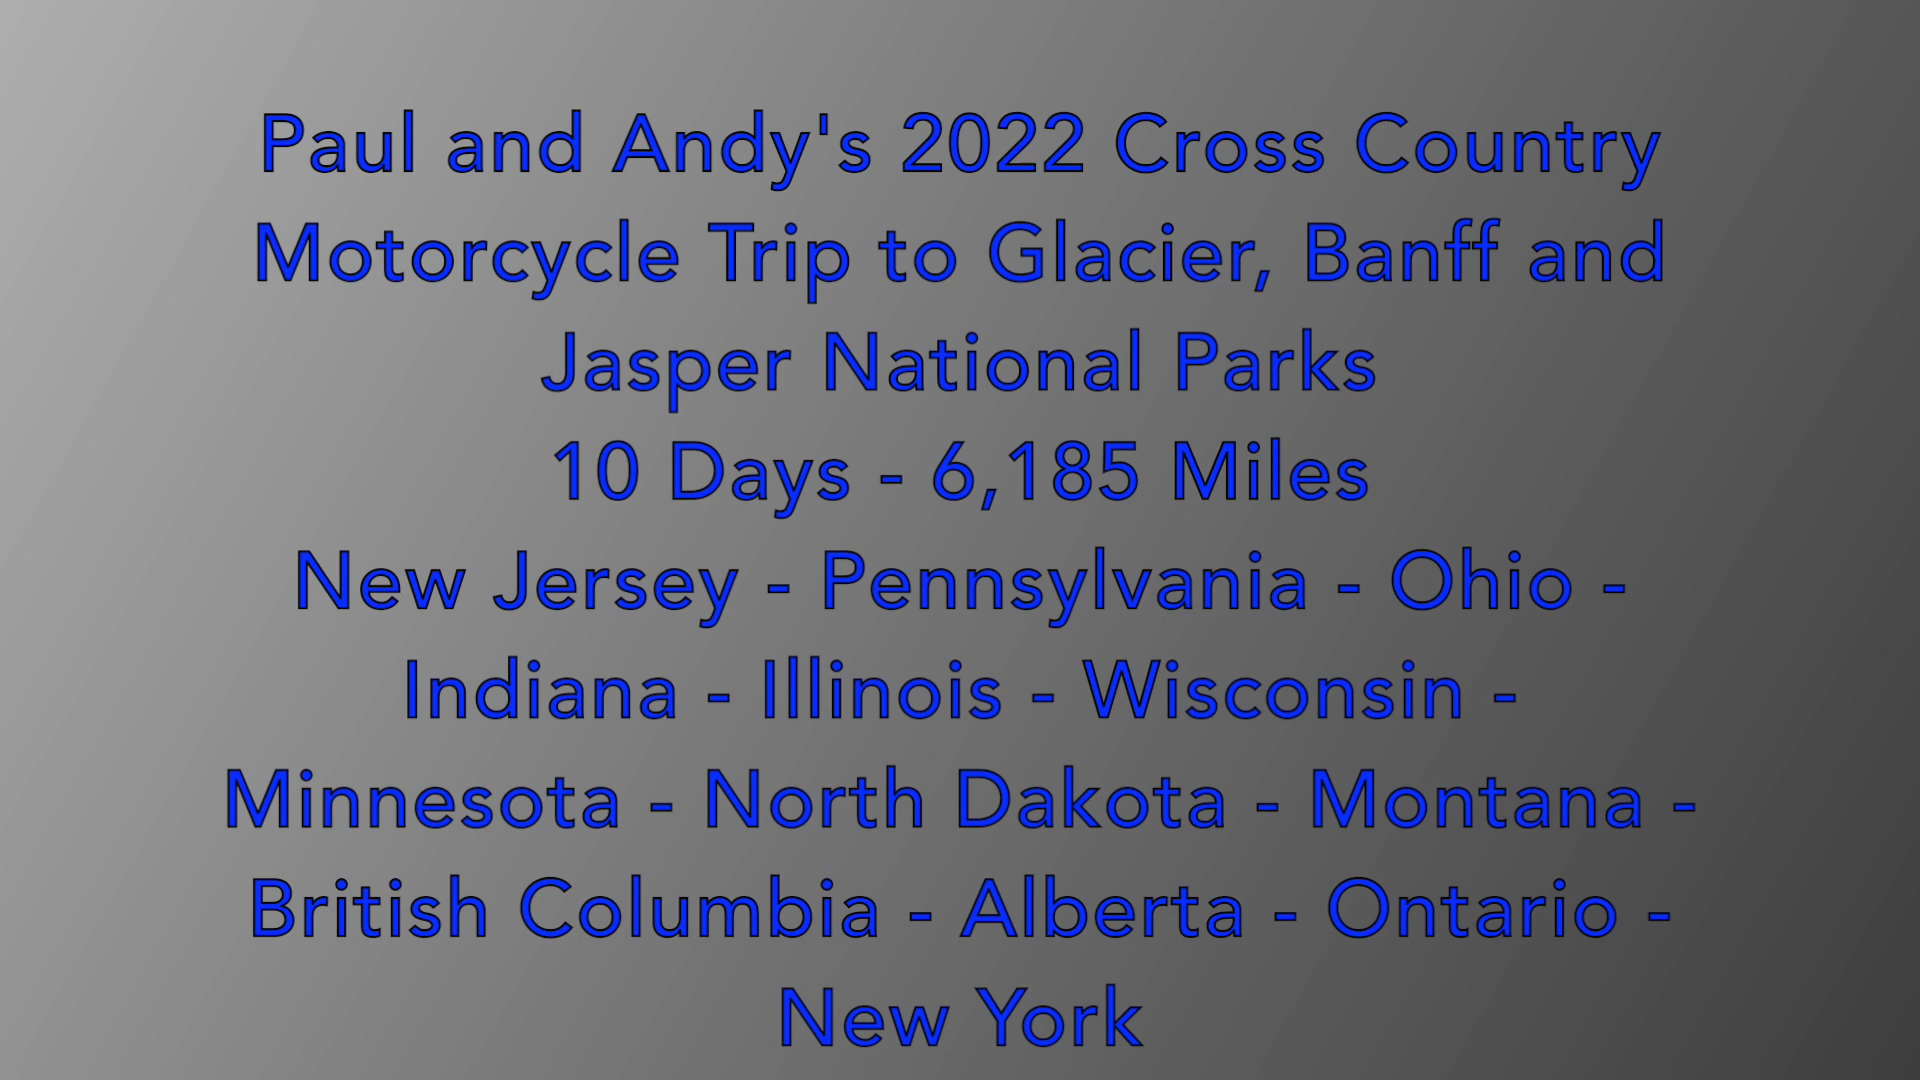 Paul and Andy's 2022 Cross Country
Motorcycle Trip to Glacier, Banff and
Jasper National Parks
10 Days - 6,185 Miles
New Jersey - Pennsylvania - Ohio -
Indiana - Illinois - Wisconsin -
Minnesota - North Dakota - Montana -
British Columbia - Alberta - Ontario -
New York